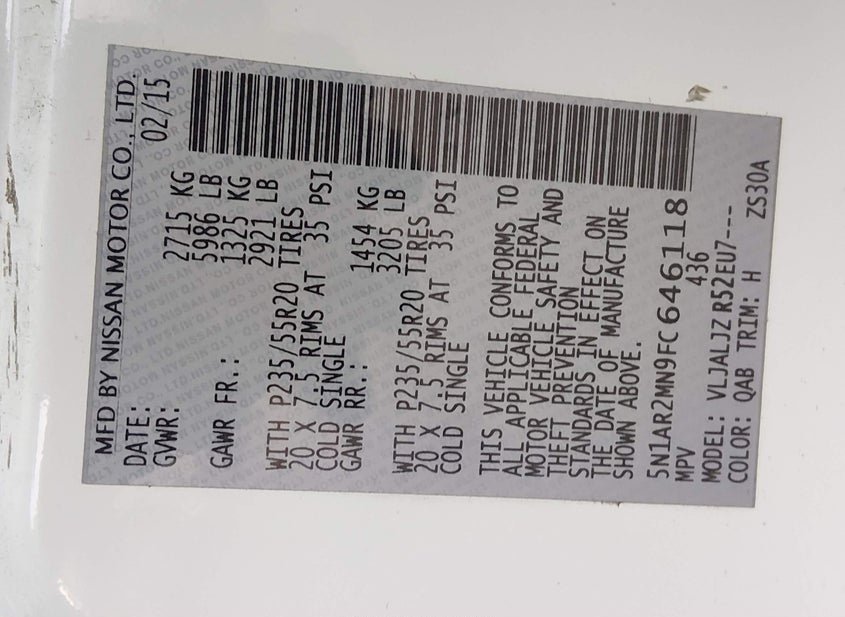 MFD BY NISSAN MOTOR CO., LTD.
DATE: 02/15
GVWR: 2715 KG
5986 LB
GAWR FR.: 1325 KG
2921 LB
WITH P235/55R20 TIRES
20 X 7.5 RIMS AT 35 PSI
COLD SINGLE
GAWR RR.: 1454 KG
3205 LB
WITH P235/55R20 TIRES
20 X 7.5 RIMS AT 35 PSI
COLD SINGLE
THIS VEHICLE CONFORMS TO
ALL APPLICABLE FEDERAL
MOTOR VEHICLE SAFETY AND
THEFT PREVENTION
STANDARDS IN EFFECT ON
THE DATE OF MANUFACTURE
SHOWN ABOVE.
5N1AR2MN9FC646118
MPV 436
MODEL: VLJALJZ R52EU7----
COLOR: QAB TRIM: H ZS30A